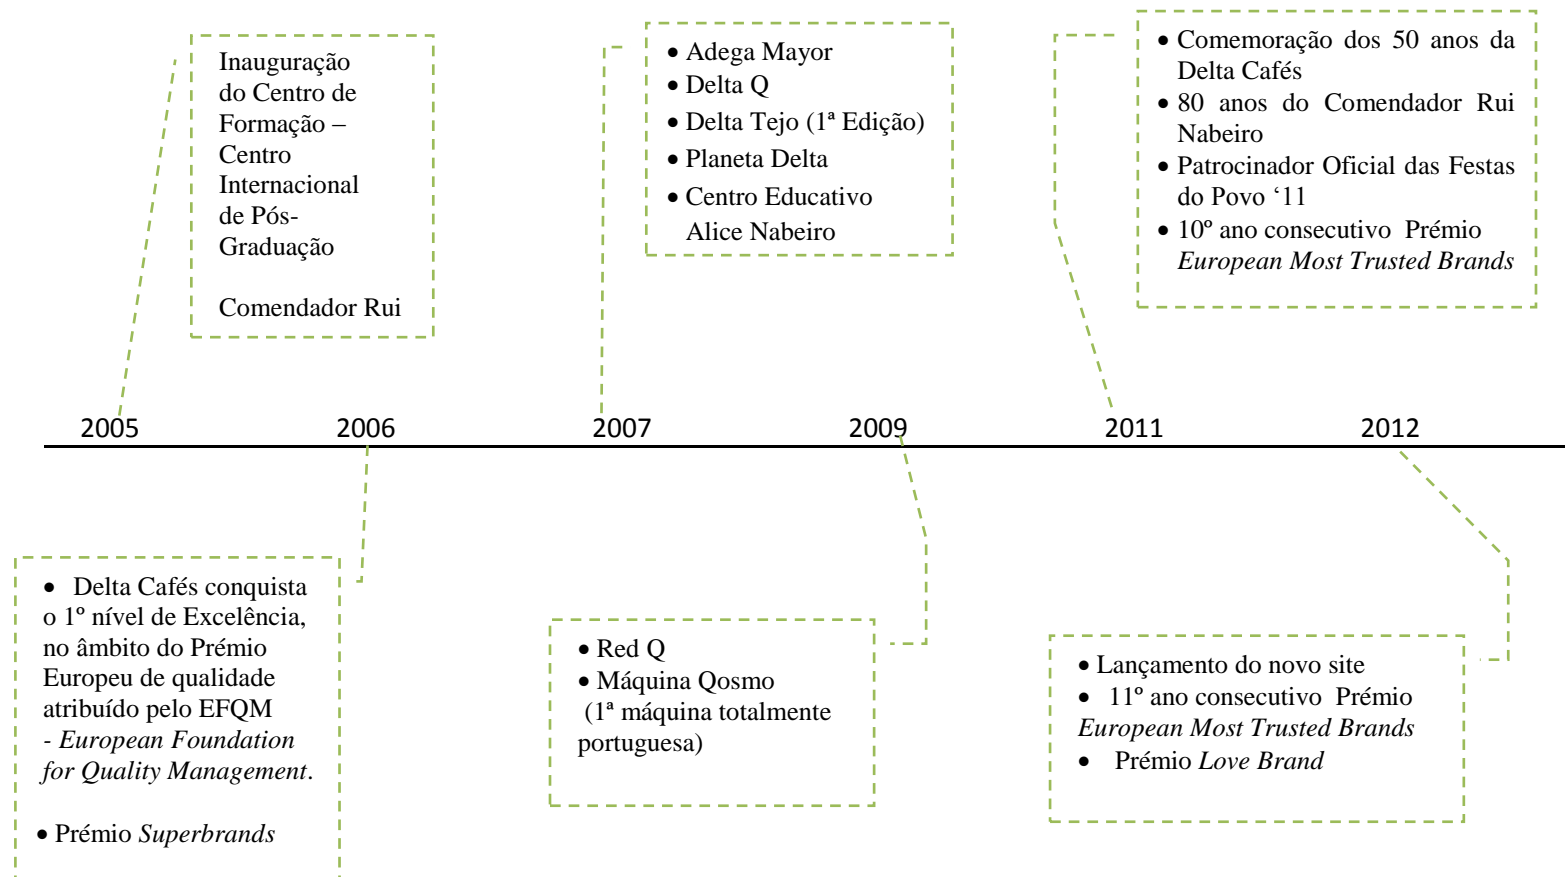 Inauguração
do Centro de
Formação –
Centro
Internacional
de Pós-
Graduação
Comendador Rui
• Adega Mayor
• Delta Q
• Delta Tejo (1ª Edição)
• Planeta Delta
• Centro Educativo
Alice Nabeiro
• Comemoração dos 50 anos da
Delta Cafés
• 80 anos do Comendador Rui
Nabeiro
• Patrocinador Oficial das Festas
do Povo ‘11
• 10º ano consecutivo Prémio
European Most Trusted Brands
2005 2006 2007 2009 2011 2012
• Delta Cafés conquista
o 1º nível de Excelência,
no âmbito do Prémio
Europeu de qualidade
atribuído pelo EFQM
- European Foundation
for Quality Management.
• Prémio Superbrands
• Red Q
• Máquina Qosmo
(1ª máquina totalmente
portuguesa)
• Lançamento do novo site
• 11º ano consecutivo Prémio
European Most Trusted Brands
• Prémio Love Brand